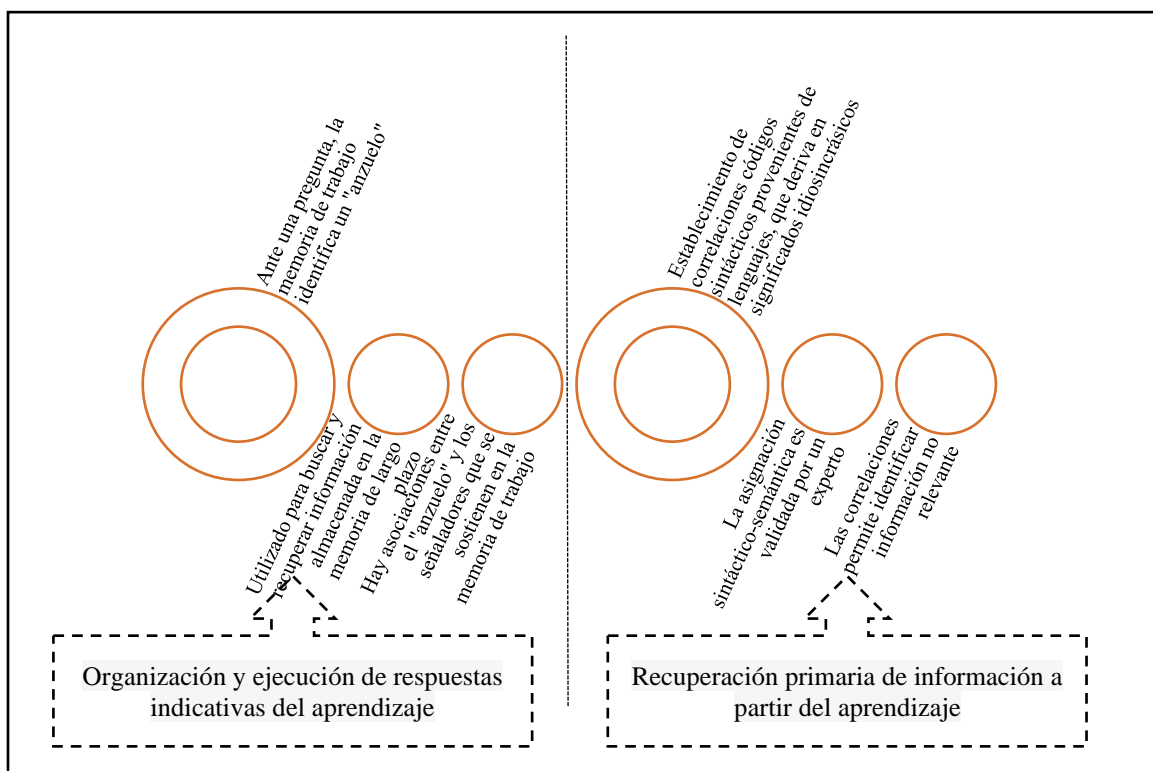 Ante una pregunta, la
memoria de trabajo
identifica un "anzuelo"
Utilizado para buscar y
recuperar información
almacenada en la
memoria de largo
plazo
Hay asociaciones entre
el "anzuelo" y los
señaladores que se
sostienen en la
memoria de trabajo
Organización y ejecución de respuestas
indicativas del aprendizaje
Establecimiento de
correlaciones códigos
sintácticos provenientes de
lenguajes, que deriva en
significados idiosincrásicos
La asignación
sintáctico-semántica es
validada por un
experto
Las correlaciones
permite identificar
información no
relevante
Recuperación primaria de información a
partir del aprendizaje